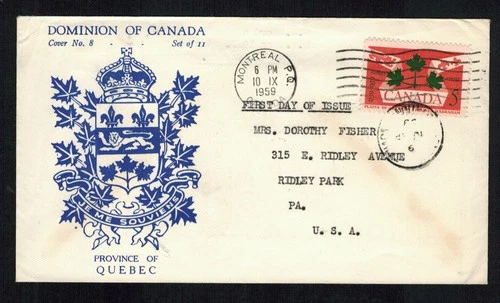 DOMINION OF CANADA
Cover No. 8 - - - Set of 11
MONTREAL P.Q.
6 PM
10 IX
1959
CANADA 5
FIRST DAY OF ISSUE
MRS. DOROTHY FISHER
315 E. RIDLEY AVENUE
RIDLEY PARK
PA.
U. S. A.
JE ME SOUVIENS
PROVINCE OF
QUEBEC